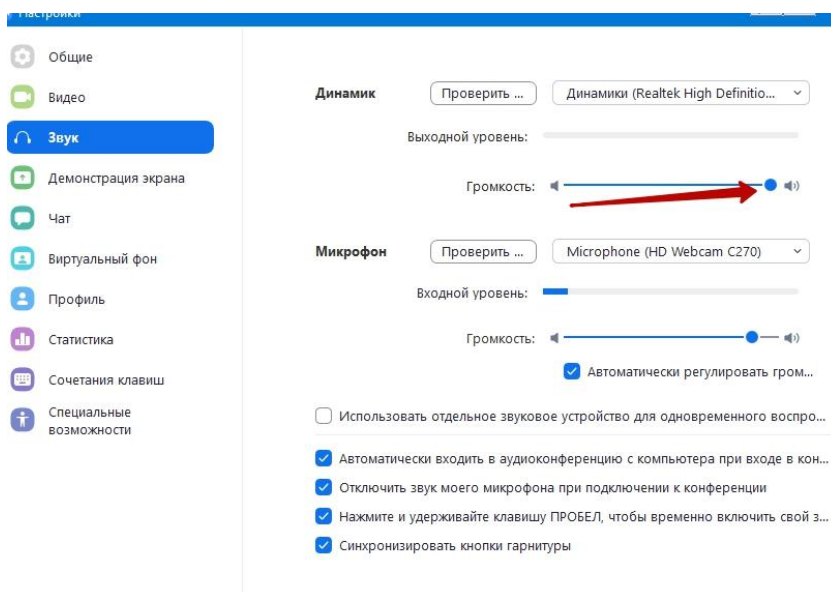 Настройки
Общие
Видео
Звук
Демонстрация экрана
Чат
Виртуальный фон
Профиль
Статистика
Сочетания клавиш
Специальные
возможности
Динамик Проверить ... Динамики (Realtek High Definitio...
Выходной уровень:
Громкость:
Микрофон Проверить ... Microphone (HD Webcam C270)
Входной уровень:
Громкость:
Автоматически регулировать гром...
Использовать отдельное звуковое устройство для одновременного воспро...
Автоматически входить в аудиоконференцию с компьютера при входе в кон...
Отключить звук моего микрофона при подключении к конференции
Нажмите и удерживайте клавишу ПРОБЕЛ, чтобы временно включить свой з...
Синхронизировать кнопки гарнитуры